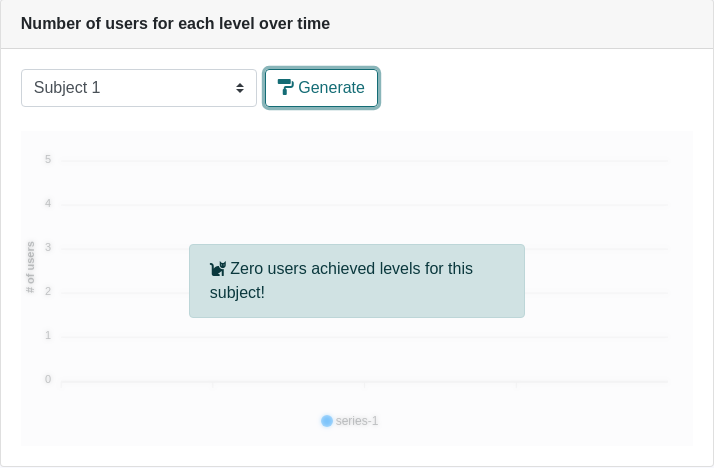 Number of users for each level over time
Subject 1
Generate
5
4
3
2
1
0
# of users
Zero users achieved levels for this
subject!
series-1